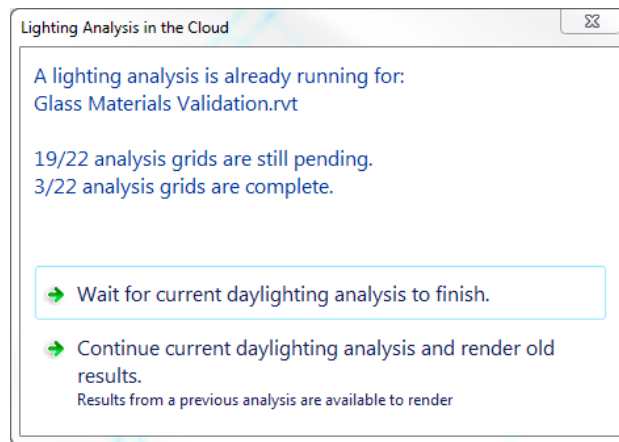 Lighting Analysis in the Cloud
A lighting analysis is already running for:
Glass Materials Validation.rvt
19/22 analysis grids are still pending.
3/22 analysis grids are complete.
Wait for current daylighting analysis to finish.
Continue current daylighting analysis and render old
results.
Results from a previous analysis are available to render